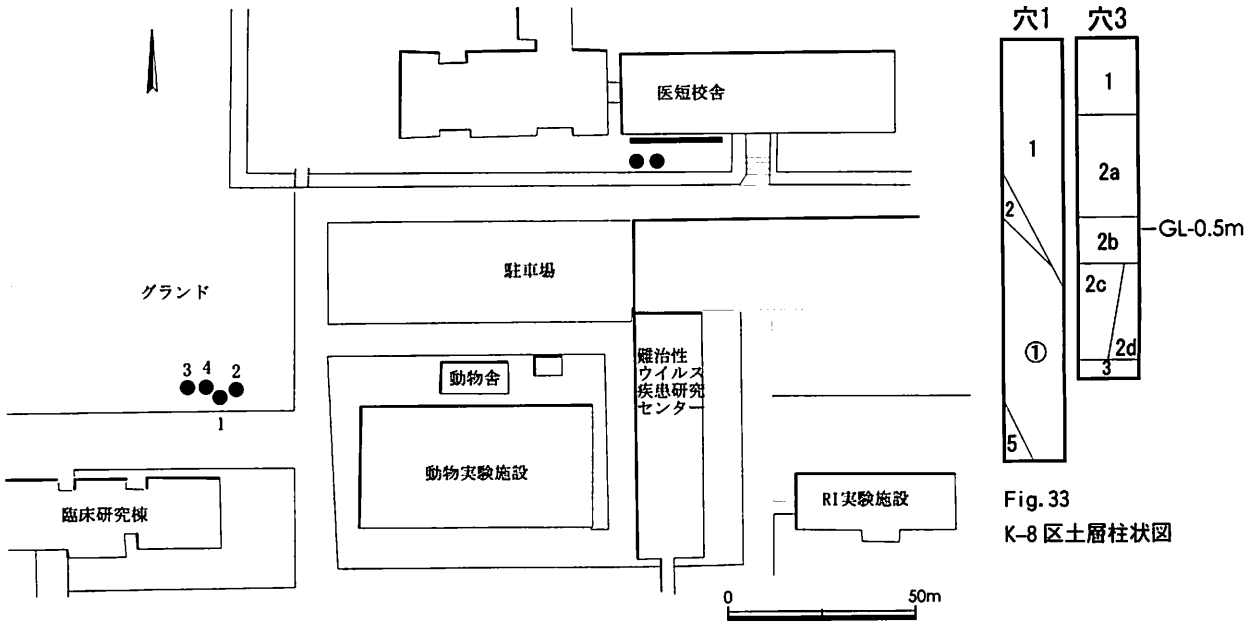 医短校舎
駐車場
グランド
3 4 2
1
動物舎
難治性
ウイルス
疾患研究
センター
動物実験施設
臨床研究棟
RI実験施設
0 50m
穴1 穴3
1
2
①
5
1
2a
2b
2c
2d
3
GL-0.5m
Fig.33
K-8区土層柱状図